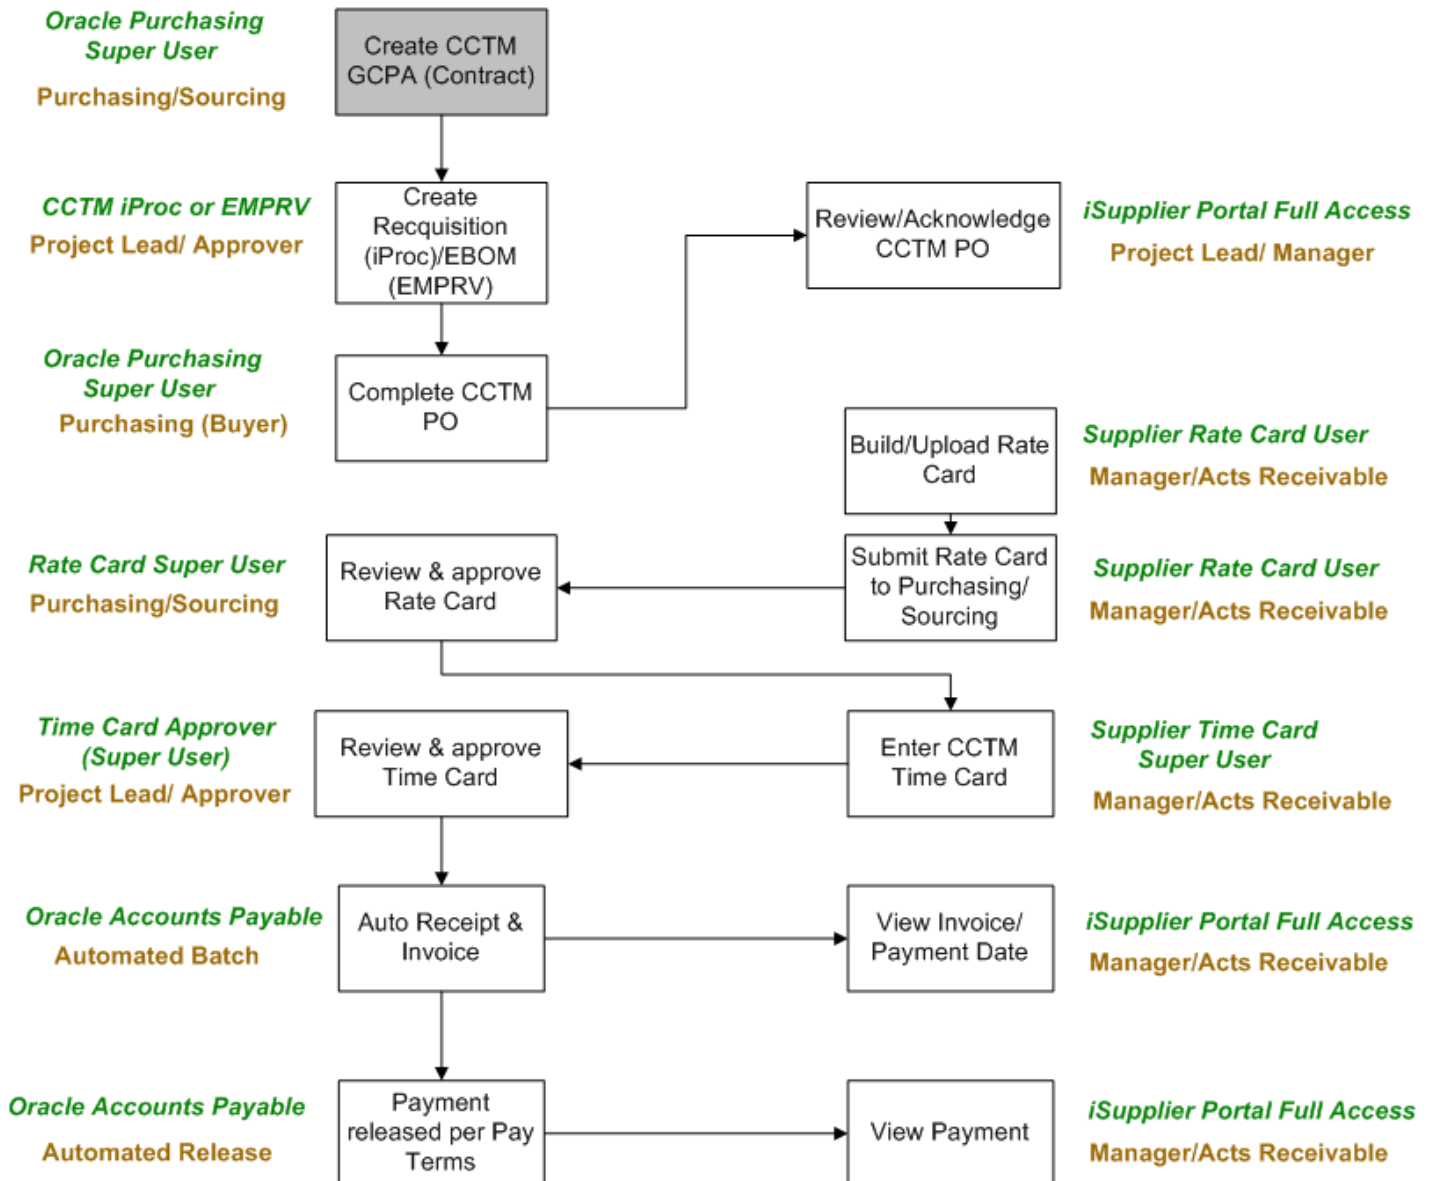 Oracle Purchasing
Super User
Purchasing/Sourcing
Create CCTM
GCPA (Contract)
CCTM iProc or EMPRV
Project Lead/ Approver
Create
Recquisition
(iProc)/EBOM
(EMPRV)
Review/Acknowledge
CCTM PO
iSupplier Portal Full Access
Project Lead/ Manager
Oracle Purchasing
Super User
Purchasing (Buyer)
Complete CCTM
PO
Build/Upload Rate
Card
Supplier Rate Card User
Manager/Acts Receivable
Rate Card Super User
Purchasing/Sourcing
Review & approve
Rate Card
Submit Rate Card
to Purchasing/
Sourcing
Supplier Rate Card User
Manager/Acts Receivable
Time Card Approver
(Super User)
Project Lead/ Approver
Review & approve
Time Card
Enter CCTM
Time Card
Supplier Time Card
Super User
Manager/Acts Receivable
Oracle Accounts Payable
Automated Batch
Auto Receipt &
Invoice
View Invoice/
Payment Date
iSupplier Portal Full Access
Manager/Acts Receivable
Oracle Accounts Payable
Automated Release
Payment
released per Pay
Terms
View Payment
iSupplier Portal Full Access
Manager/Acts Receivable